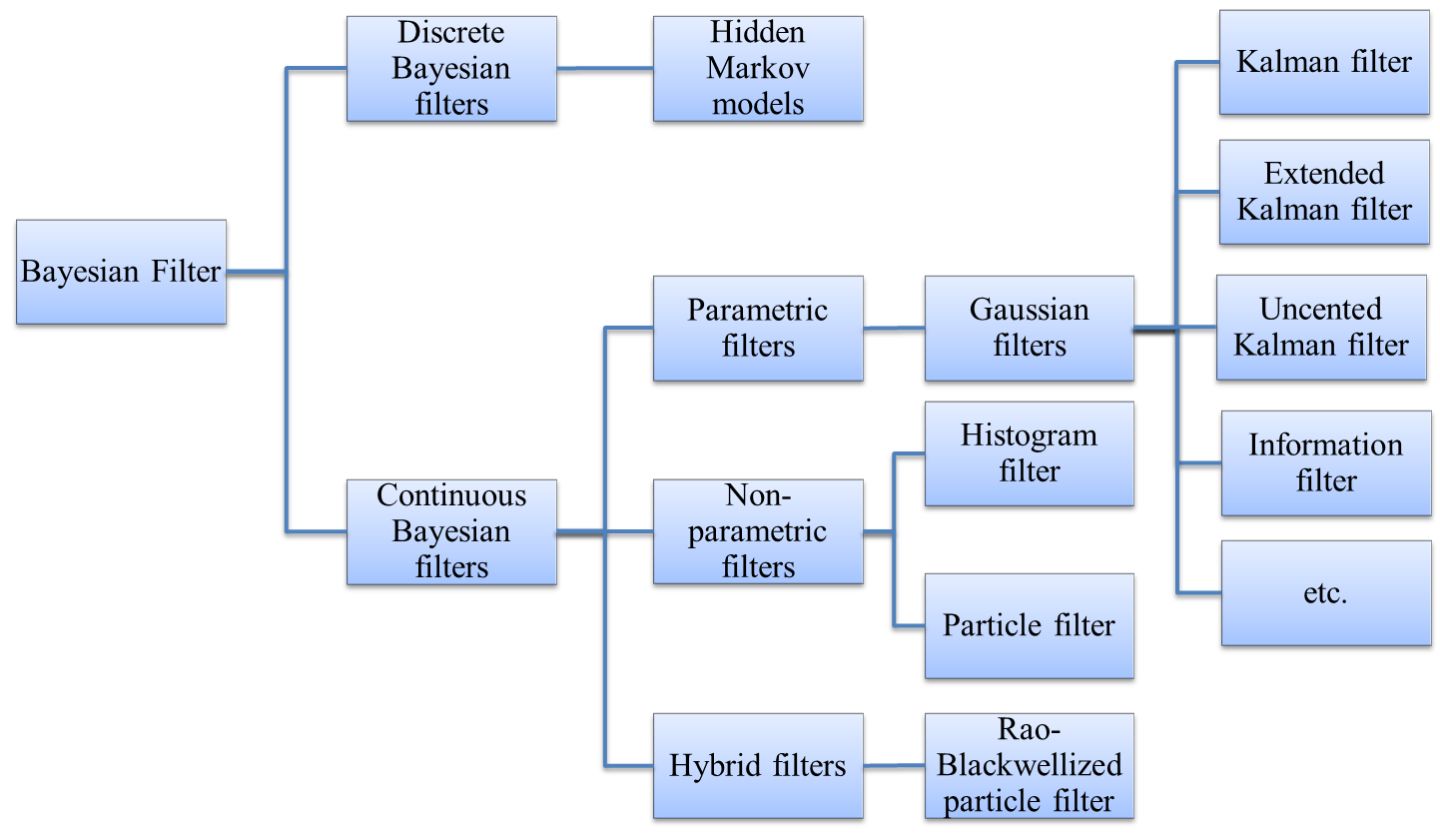 Bayesian Filter
Discrete
Bayesian
filters
Hidden
Markov
models
Continuous
Bayesian
filters
Parametric
filters
Gaussian
filters
Kalman filter
Extended
Kalman filter
Uncented
Kalman filter
Information
filter
etc.
Non-
parametric
filters
Histogram
filter
Particle filter
Hybrid filters
Rao-
Blackwellized
particle filter